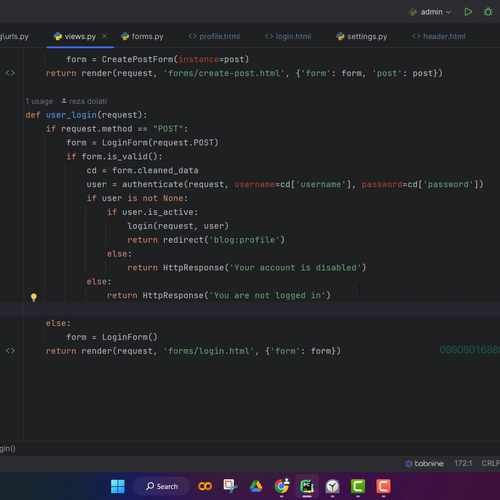 admin
\urls.py
views.py
forms.py
profile.html
login.html
settings.py
header.html
form = CreatePostForm(instance=post)
return render(request, 'forms/create-post.html', {'form': form, 'post': post})
1 usage
reza dolati
def user_login(request):
if request.method == "POST":
form = LoginForm(request.POST)
if form.is_valid():
cd = form.cleaned_data
user = authenticate(request, username=cd['username'], password=cd['password'])
if user is not None:
if user.is_active:
login(request, user)
return redirect('blog:profile')
else:
return HttpResponse('Your account is disabled')
else:
return HttpResponse('You are not logged in')
else:
form = LoginForm()
return render(request, 'forms/login.html', {'form': form})
gin()
tabnine
172:1
CRLF
Search